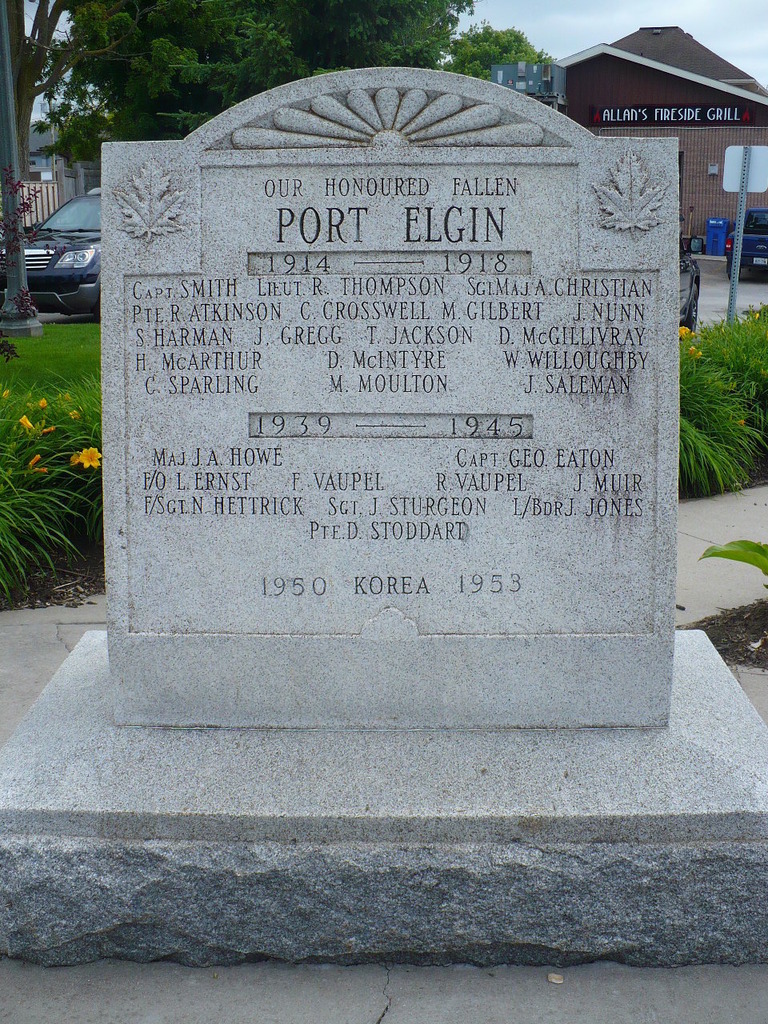 ALLAN'S FIRESIDE GRILL
OUR HONOURED FALLEN
PORT ELGIN
1914 — 1918
CAPT SMITH LIEUT R. THOMPSON SGT.MAJ A. CHRISTIAN
PTE. R. ATKINSON C. CROSSWELL M. GILBERT J. NUNN
S. HARMAN J. GREGG T. JACKSON D. McGILLIVRAY
H. McARTHUR D. McINTYRE W. WILLOUGHBY
C. SPARLING M. MOULTON J. SALEMAN
1939 — 1945
MAJ J.A. HOWE CAPT GEO. EATON
F/O L. ERNST F. VAUPEL R. VAUPEL J. MUIR
F/SGT. N. HETTRICK SGT. J. STURGEON L/BDR J. JONES
PTE. D. STODDART
1950 KOREA 1953